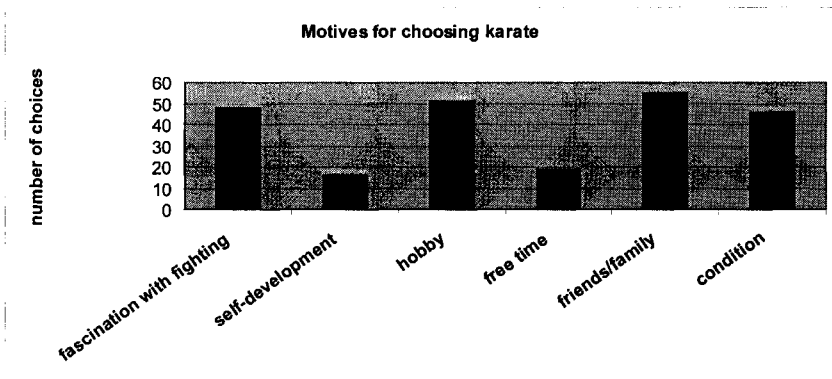 Motives for choosing karate
number of choices
60
50
40
30
20
10
0
fascination with fighting
self-development
hobby
free time
friends/family
condition